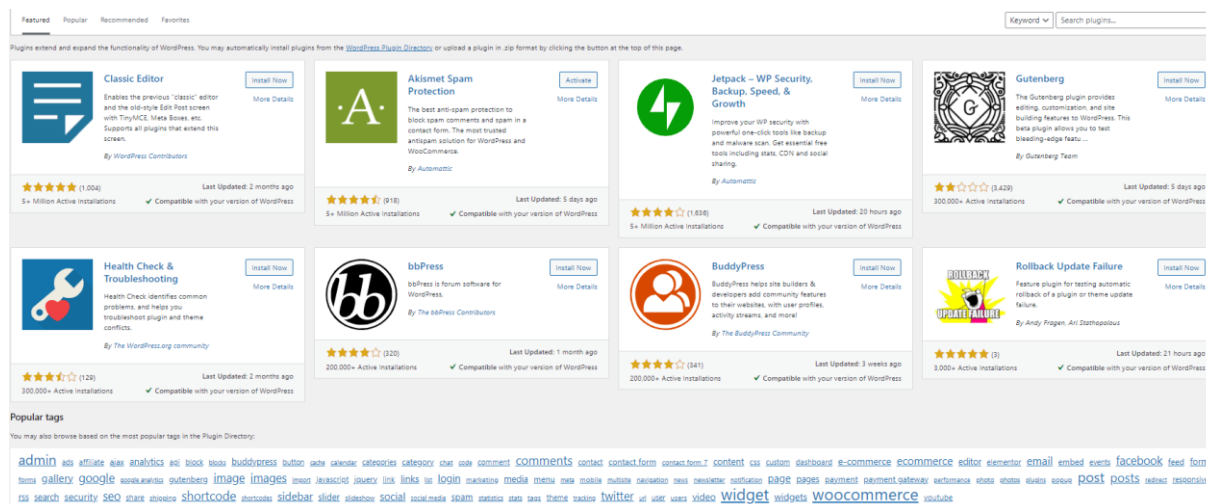 Featured Popular Recommended Favorites
Keyword
Search plugins...
Plugins extend and expand the functionality of WordPress. You may automatically install plugins from the WordPress Plugin Directory or upload a plugin in .zip format by clicking the button at the top of this page.
Classic Editor
Install Now
More Details
Enables the previous "classic" editor
and the old-style Edit Post screen
with TinyMCE, Meta Boxes, etc.
Supports all plugins that extend this
screen.
By WordPress Contributors
(1,004)
Last Updated: 2 months ago
5+ Million Active Installations
Compatible with your version of WordPress
·A·
Akismet Spam
Protection
Activate
More Details
The best anti-spam protection to
block spam comments and spam in a
contact form. The most trusted
antispam solution for WordPress and
WooCommerce.
By Automattic
(918)
Last Updated: 5 days ago
5+ Million Active Installations
Compatible with your version of WordPress
Jetpack – WP Security,
Backup, Speed, &
Growth
Install Now
More Details
Improve your WP security with
powerful one-click tools like backup
and malware scan. Get essential free
tools including stats, CDN and social
sharing.
By Automattic
(1,636)
Last Updated: 20 hours ago
5+ Million Active Installations
Compatible with your version of WordPress
G
Gutenberg
Install Now
More Details
The Gutenberg plugin provides
editing, customization, and site
building features to WordPress. This
beta plugin allows you to test
bleeding-edge featu ...
By Gutenberg Team
(3,429)
Last Updated: 5 days ago
300,000+ Active Installations
Compatible with your version of WordPress
Health Check &
Troubleshooting
Install Now
More Details
Health Check identifies common
problems, and helps you
troubleshoot plugin and theme
conflicts.
By The WordPress.org community
(129)
Last Updated: 2 months ago
300,000+ Active Installations
Compatible with your version of WordPress
bb
bbPress
Install Now
More Details
bbPress is forum software for
WordPress.
By The bbPress Contributors
(320)
Last Updated: 1 month ago
200,000+ Active Installations
Compatible with your version of WordPress
BuddyPress
Install Now
More Details
BuddyPress helps site builders &
developers add community features
to their websites, with user profiles,
activity streams, and more!
By The BuddyPress Community
(341)
Last Updated: 3 weeks ago
200,000+ Active Installations
Compatible with your version of WordPress
ROLLBACK
UPDATE FAILURE
Rollback Update Failure
Install Now
More Details
Feature plugin for testing automatic
rollback of a plugin or theme update
failure.
By Andy Fragen, Ari Stathopolous
(3)
Last Updated: 21 hours ago
3,000+ Active Installations
Compatible with your version of WordPress
Popular tags
You may also browse based on the most popular tags in the Plugin Directory:
admin ads affiliate ajax analytics api block blocks buddypress button cache calendar categories category chat code comment comments contact contact form contact form 7 content css custom dashboard e-commerce ecommerce editor elementor email embed events facebook feed form
forms gallery google google analytics gutenberg image images import javascript jquery link links list login marketing media menu meta mobile multisite navigation news newsletter notification page pages payment payment gateway performance photo photos plugins popup post posts redirect responsive
rss search security seo share shipping shortcode shortcodes sidebar slider slideshow social social media spam statistics stats tags theme tracking twitter url user users video widget widgets woocommerce youtube